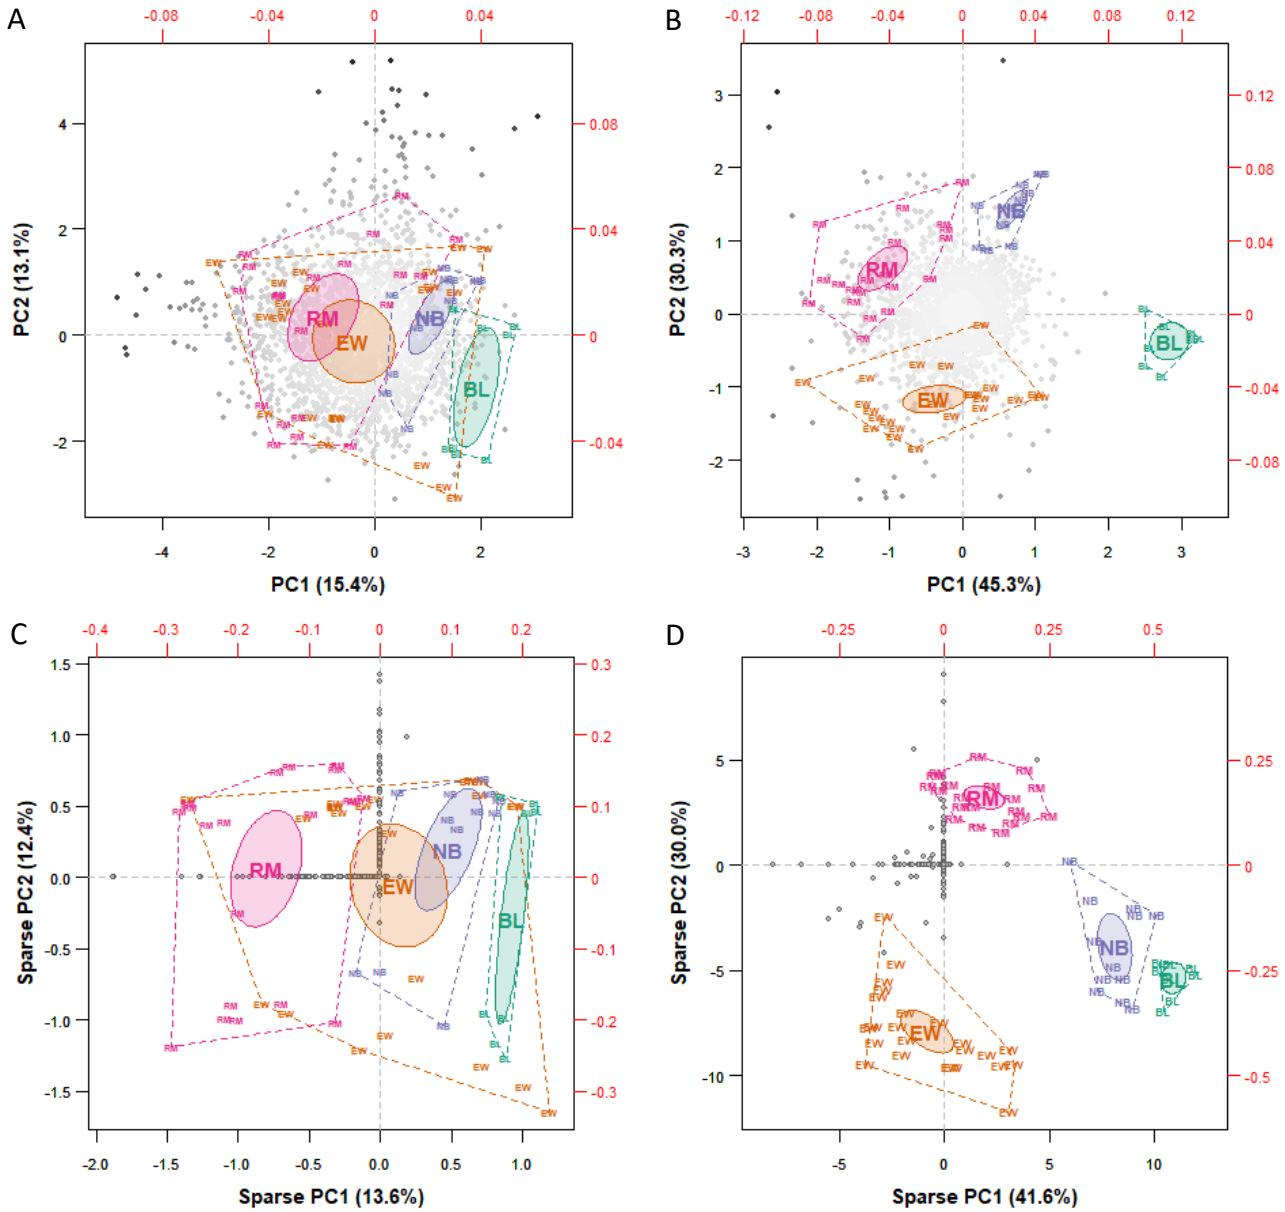 A
-0.08 -0.04 0 0.04
4
2
0
-2
0.08
0.04
0
-0.04
-4 -2 0 2
PC1 (15.4%)
PC2 (13.1%)
RM
EW
NB
BL
B
-0.12 -0.08 -0.04 0 0.04 0.08 0.12
3
2
1
0
-1
-2
0.12
0.08
0.04
0
-0.04
-0.08
-3 -2 -1 0 1 2 3
PC1 (45.3%)
PC2 (30.3%)
NB
RM
BL
EW
C
-0.4 -0.3 -0.2 -0.1 0 0.1 0.2
1.5
1.0
0.5
0.0
-0.5
-1.0
-1.5
0.3
0.2
0.1
0
-0.1
-0.2
-0.3
-2.0 -1.5 -1.0 -0.5 0.0 0.5 1.0
Sparse PC1 (13.6%)
Sparse PC2 (12.4%)
RM
EW
NB
BL
D
-0.25 0 0.25 0.5
5
0
-5
-10
0.25
0
-0.25
-0.5
-5 0 5 10
Sparse PC1 (41.6%)
Sparse PC2 (30.0%)
RM
NB
BL
EW